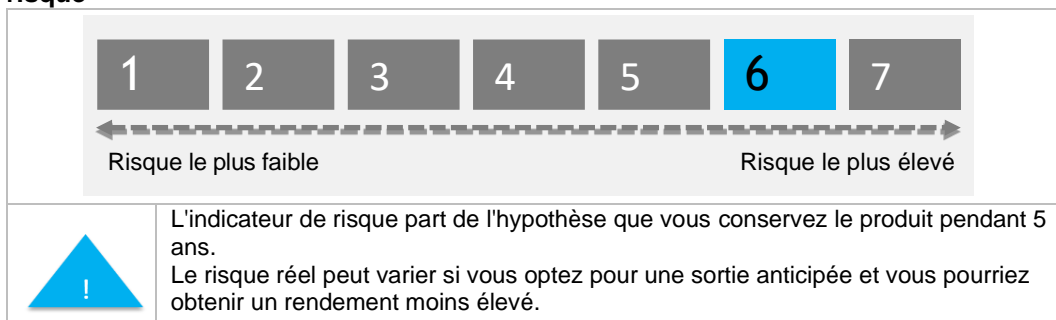 risque
1 2 3 4 5 6 7
Risque le plus faible Risque le plus élevé
L'indicateur de risque part de l'hypothèse que vous conservez le produit pendant 5
ans.
Le risque réel peut varier si vous optez pour une sortie anticipée et vous pourriez
obtenir un rendement moins élevé.
!